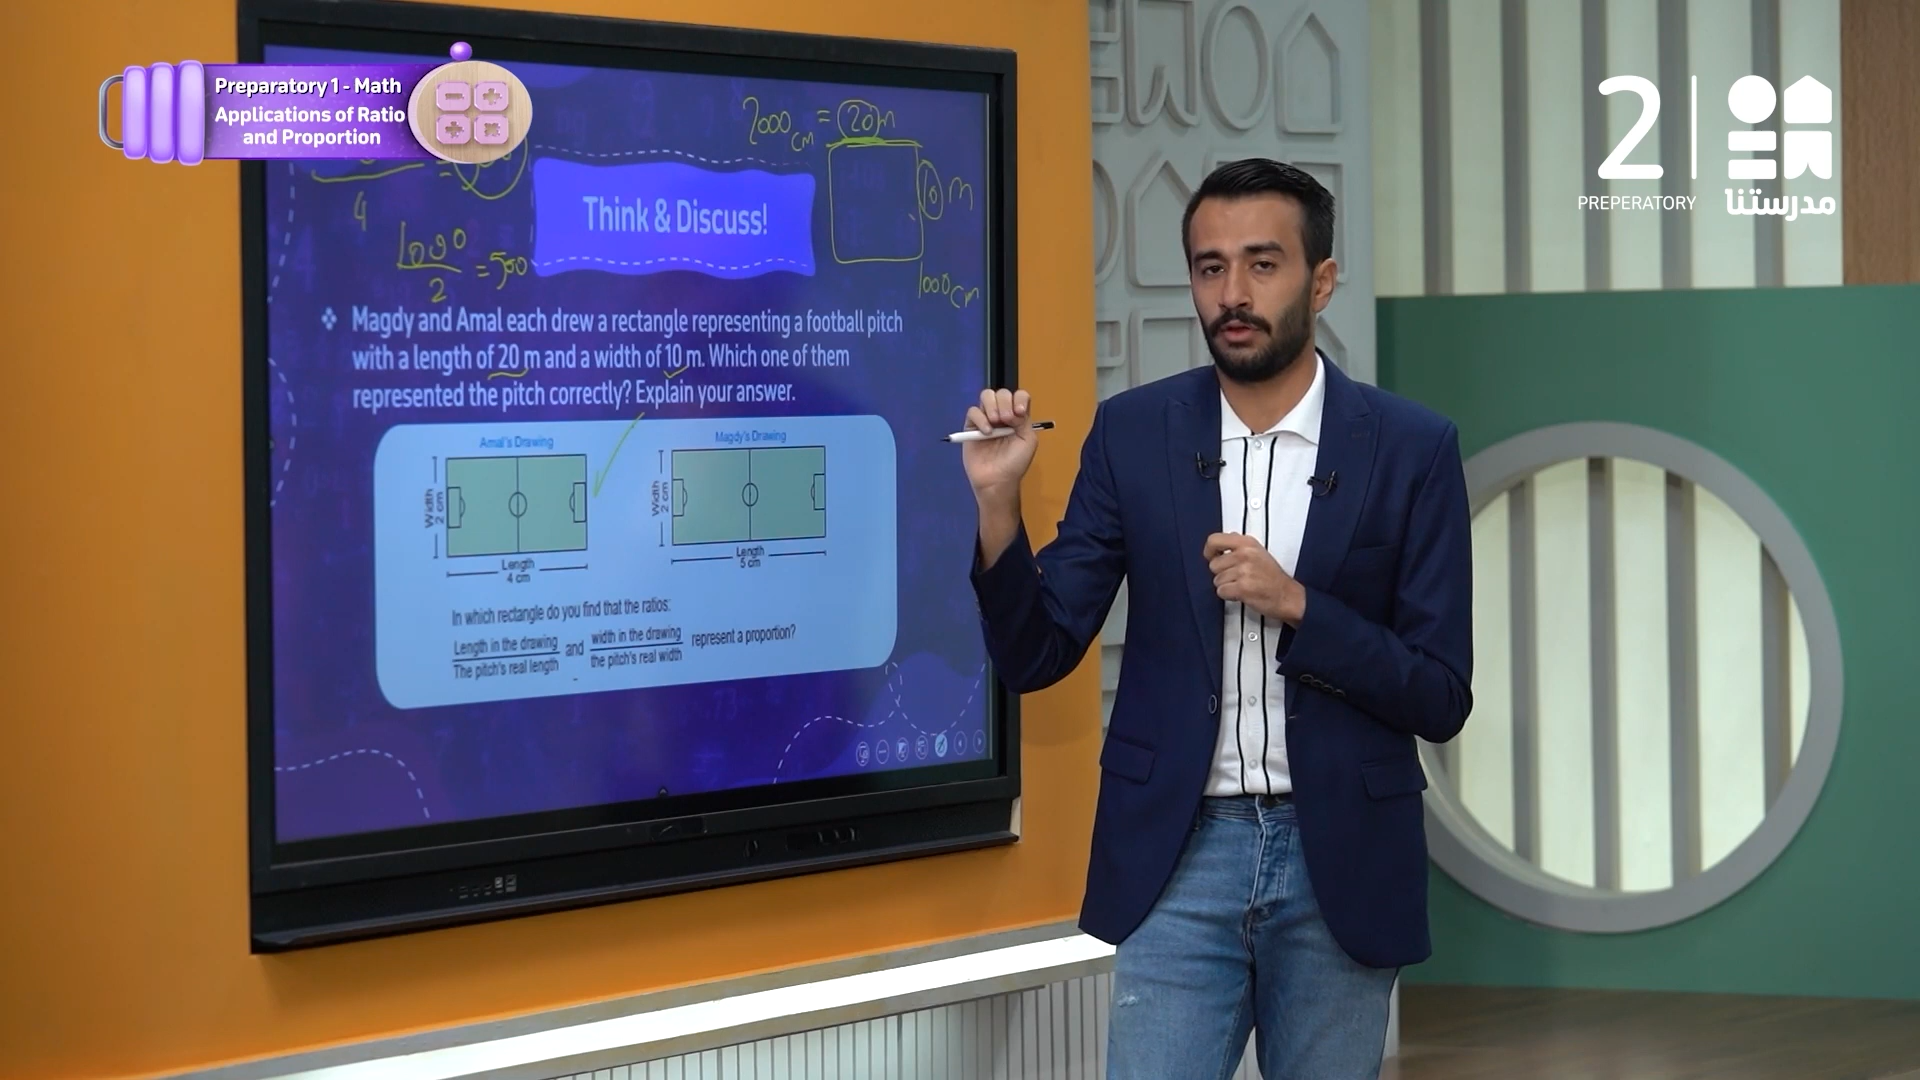 Preparatory 1 - Math
Applications of Ratio
and Proportion
2
PREPERATORY
مدرستنا
2000 cm = 20 m
10 m
1000 cm
4
1000
2
= 500
Think & Discuss!
❖ Magdy and Amal each drew a rectangle representing a football pitch
with a length of 20 m and a width of 10 m. Which one of them
represented the pitch correctly? Explain your answer.
Amal's Drawing
Width
2 cm
Length
4 cm
Magdy's Drawing
Width
2 cm
Length
5 cm
In which rectangle do you find that the ratios:
Length in the drawing
The pitch's real length
and
width in the drawing
the pitch's real width
represent a proportion?